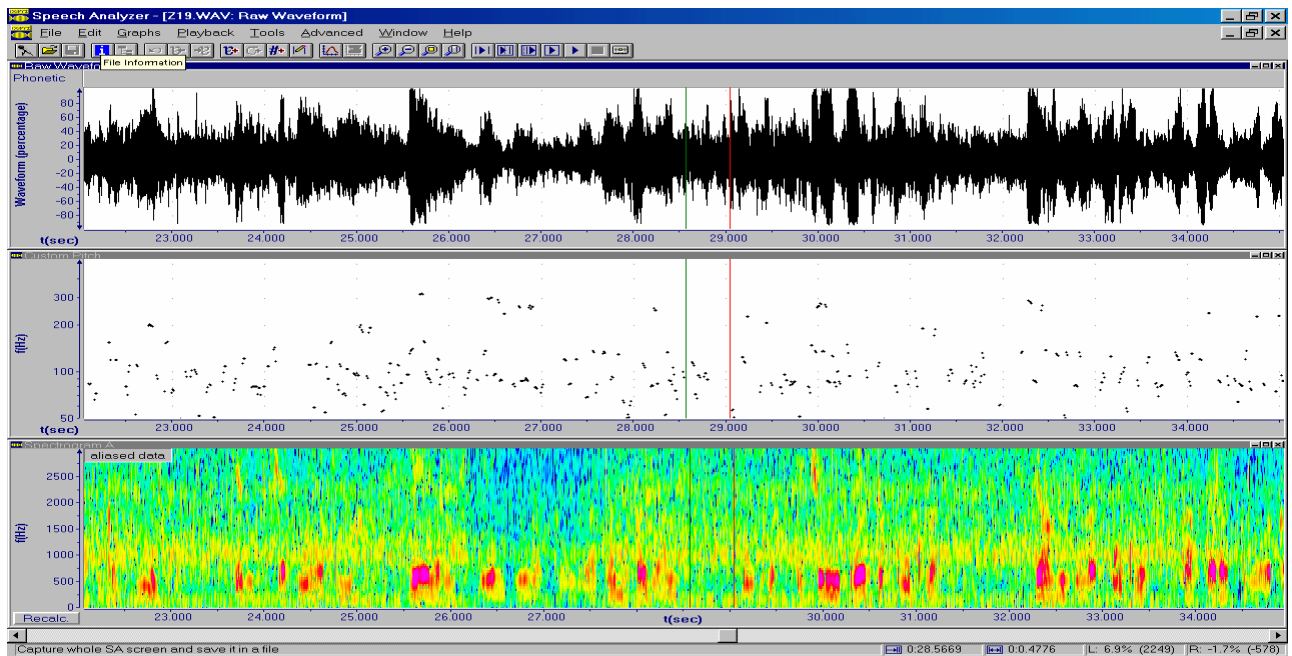 Speech Analyzer - [Z19.WAV: Raw Waveform]
File Edit Graphs Playback Tools Advanced Window Help
File Information
Raw Wavefo
Phonetic
Waveform (percentage)
80
60
40
20
0
-20
-40
-60
-80
t(sec) 23.000 24.000 25.000 26.000 27.000 28.000 29.000 30.000 31.000 32.000 33.000 34.000
Custom Pitch
f(Hz)
300
200
100
50
t(sec) 23.000 24.000 25.000 26.000 27.000 28.000 29.000 30.000 31.000 32.000 33.000 34.000
Spectrogram A
aliased data
f(Hz)
2500
2000
1500
1000
500
0
Recalc. 23.000 24.000 25.000 26.000 27.000 t(sec) 30.000 31.000 32.000 33.000 34.000
Capture whole SA screen and save it in a file 0:28.5669 0:0.4776 L: 6.9% (2249) R: -1.7% (-578)